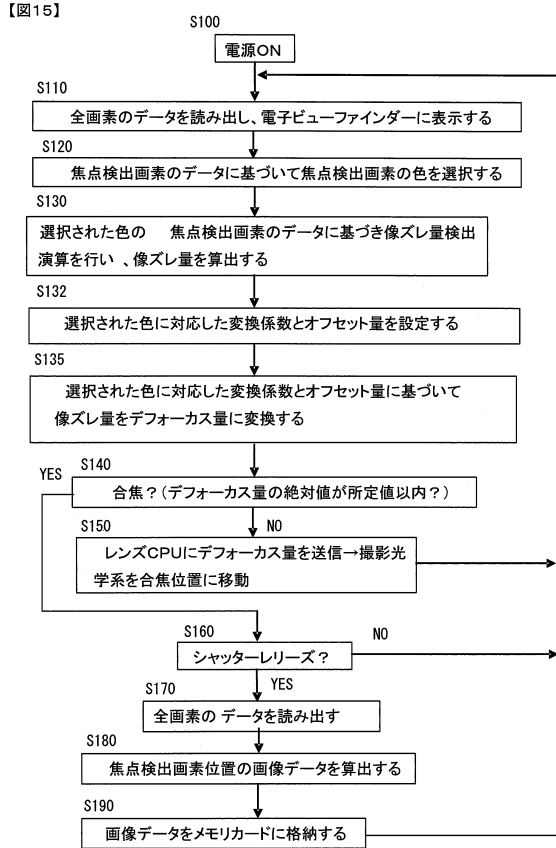 【図15】
S100
電源ON
S110
全画素のデータを読み出し、電子ビューファインダーに表示する
S120
焦点検出画素のデータに基づいて焦点検出画素の色を選択する
S130
選択された色の 焦点検出画素のデータに基づき像ズレ量検出
演算を行い 、像ズレ量を算出する
S132
選択された色に対応した変換係数とオフセット量を設定する
S135
選択された色に対応した変換係数とオフセット量に基づいて
像ズレ量をデフォーカス量に変換する
S140
YES
合焦？(デフォーカス量の絶対値が所定値以内？)
NO
S150
レンズCPUにデフォーカス量を送信→撮影光
学系を合焦位置に移動
S160
NO
シャッターレリーズ？
YES
S170
全画素の データを読み出す
S180
焦点検出画素位置の画像データを算出する
S190
画像データをメモリカードに格納する